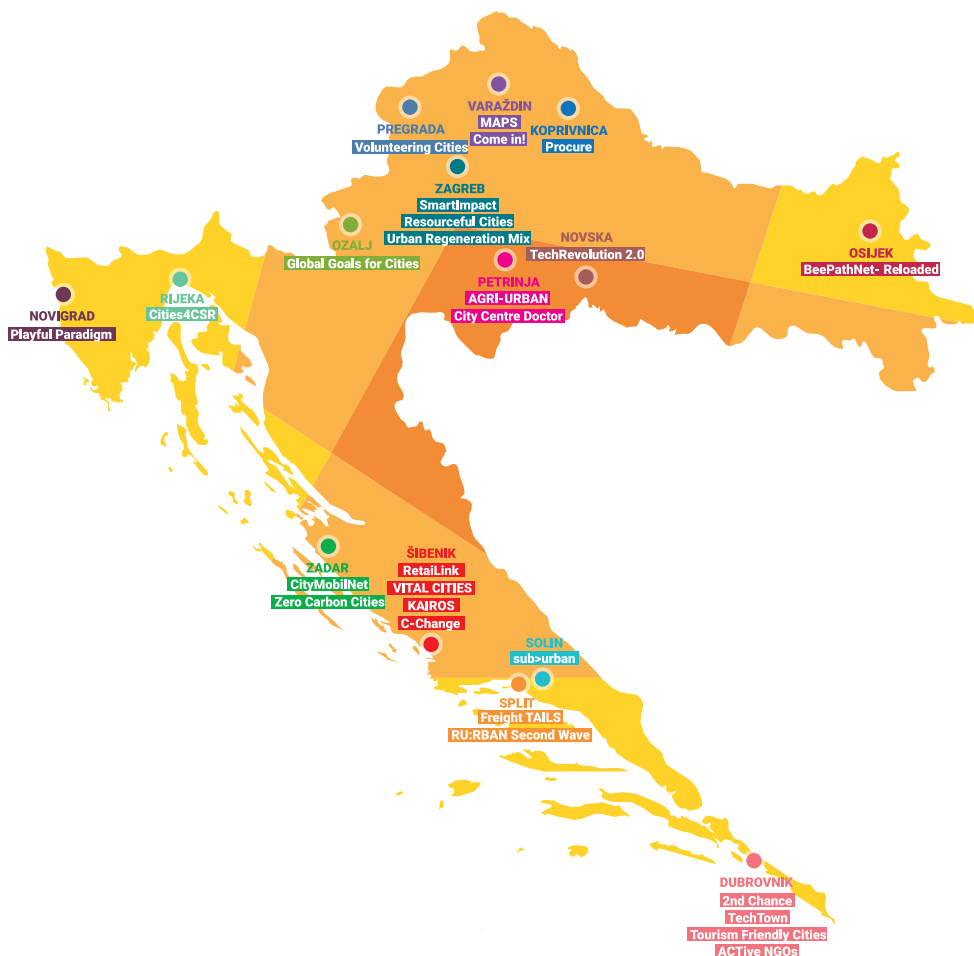 VARAŽDIN
MAPS
Come in!
PREGRADA
Volunteering Cities
KOPRIVNICA
Procure
ZAGREB
SmartImpact
Resourceful Cities
Urban Regeneration Mix
OZALJ
Global Goals for Cities
NOVSKA
TechRevolution 2.0
OSIJEK
BeePathNet- Reloaded
PETRINJA
AGRI-URBAN
City Centre Doctor
RIJEKA
Cities4CSR
NOVIGRAD
Playful Paradigm
ZADAR
CityMobilNet
Zero Carbon Cities
ŠIBENIK
RetaiLink
VITAL CITIES
KAIROS
C-Change
SOLIN
sub>urban
SPLIT
Freight TAILS
RU:RBAN Second Wave
DUBROVNIK
2nd Chance
TechTown
Tourism Friendly Cities
ACTive NGOs